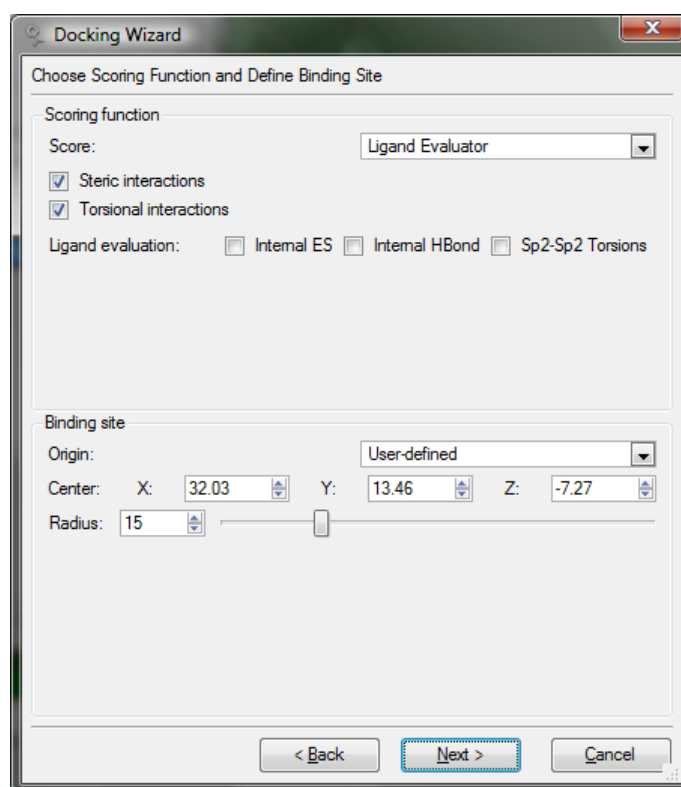 Docking Wizard
Choose Scoring Function and Define Binding Site
Scoring function
Score: Ligand Evaluator
Steric interactions
Torsional interactions
Ligand evaluation: Internal ES Internal HBond Sp2-Sp2 Torsions
Binding site
Origin: User-defined
Center: X: 32.03 Y: 13.46 Z: -7.27
Radius: 15
< Back Next > Cancel